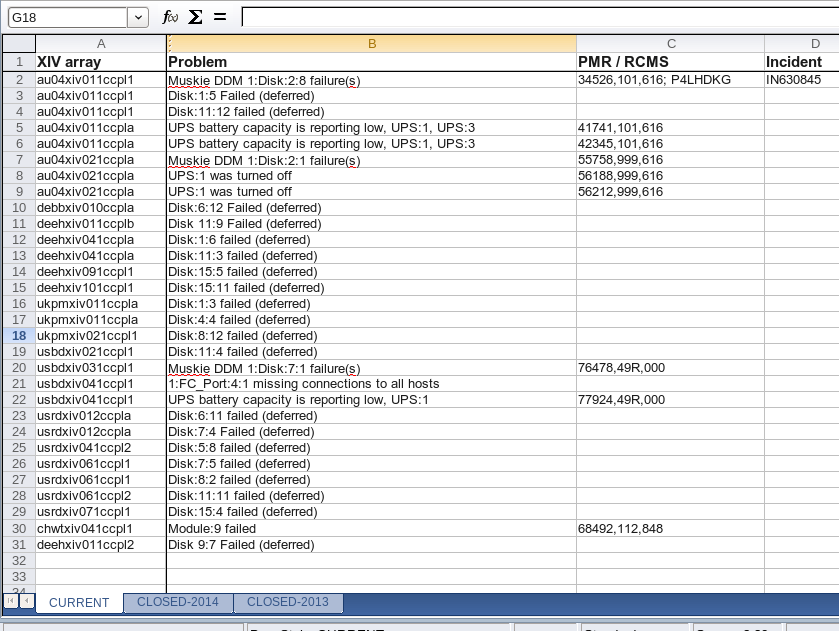 G18
A B C D
1 XIV array Problem PMR / RCMS Incident
2 au04xiv011ccpl1 Muskie DDM 1:Disk:2:8 failure(s) 34526,101,616; P4LHDKG IN630845
3 au04xiv011ccpl1 Disk:1:5 Failed (deferred)
4 au04xiv011ccpl1 Disk:11:12 failed (deferred)
5 au04xiv011ccpla UPS battery capacity is reporting low, UPS:1, UPS:3 41741,101,616
6 au04xiv011ccpla UPS battery capacity is reporting low, UPS:1, UPS:3 42345,101,616
7 au04xiv021ccpla Muskie DDM 1:Disk:2:1 failure(s) 55758,999,616
8 au04xiv021ccpla UPS:1 was turned off 56188,999,616
9 au04xiv021ccpla UPS:1 was turned off 56212,999,616
10 debbxiv010ccpla Disk:6:12 Failed (deferred)
11 deehxiv011ccplb Disk 11:9 Failed (deferred)
12 deehxiv041ccpla Disk:1:6 failed (deferred)
13 deehxiv041ccpla Disk:11:3 failed (deferred)
14 deehxiv091ccpl1 Disk:15:5 failed (deferred)
15 deehxiv101ccpl1 Disk:15:11 failed (deferred)
16 ukpmxiv011ccpla Disk:1:3 failed (deferred)
17 ukpmxiv011ccpla Disk:4:4 failed (deferred)
18 ukpmxiv021ccpl1 Disk:8:12 failed (deferred)
19 usbdxiv021ccpl1 Disk:11:4 failed (deferred)
20 usbdxiv031ccpl1 Muskie DDM 1:Disk:7:1 failure(s) 76478,49R,000
21 usbdxiv041ccpl1 1:FC_Port:4:1 missing connections to all hosts
22 usbdxiv041ccpl1 UPS battery capacity is reporting low, UPS:1 77924,49R,000
23 usrdxiv012ccpla Disk:6:11 failed (deferred)
24 usrdxiv012ccpla Disk:7:4 Failed (deferred)
25 usrdxiv041ccpl2 Disk:5:8 failed (deferred)
26 usrdxiv061ccpl1 Disk:7:5 failed (deferred)
27 usrdxiv061ccpl1 Disk:8:2 failed (deferred)
28 usrdxiv061ccpl2 Disk:11:11 failed (deferred)
29 usrdxiv071ccpl1 Disk:15:4 failed (deferred)
30 chwtxiv041ccpl1 Module:9 failed 68492,112,848
31 deehxiv011ccpl2 Disk 9:7 Failed (deferred)
32
33
34
CURRENT CLOSED-2014 CLOSED-2013